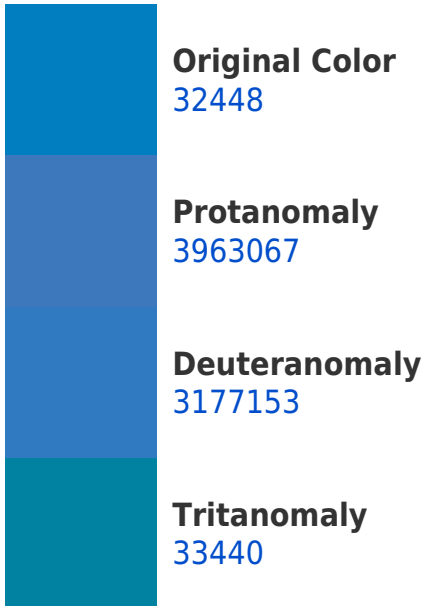 Original Color
32448
Protanomaly
3963067
Deuteranomaly
3177153
Tritanomaly
33440